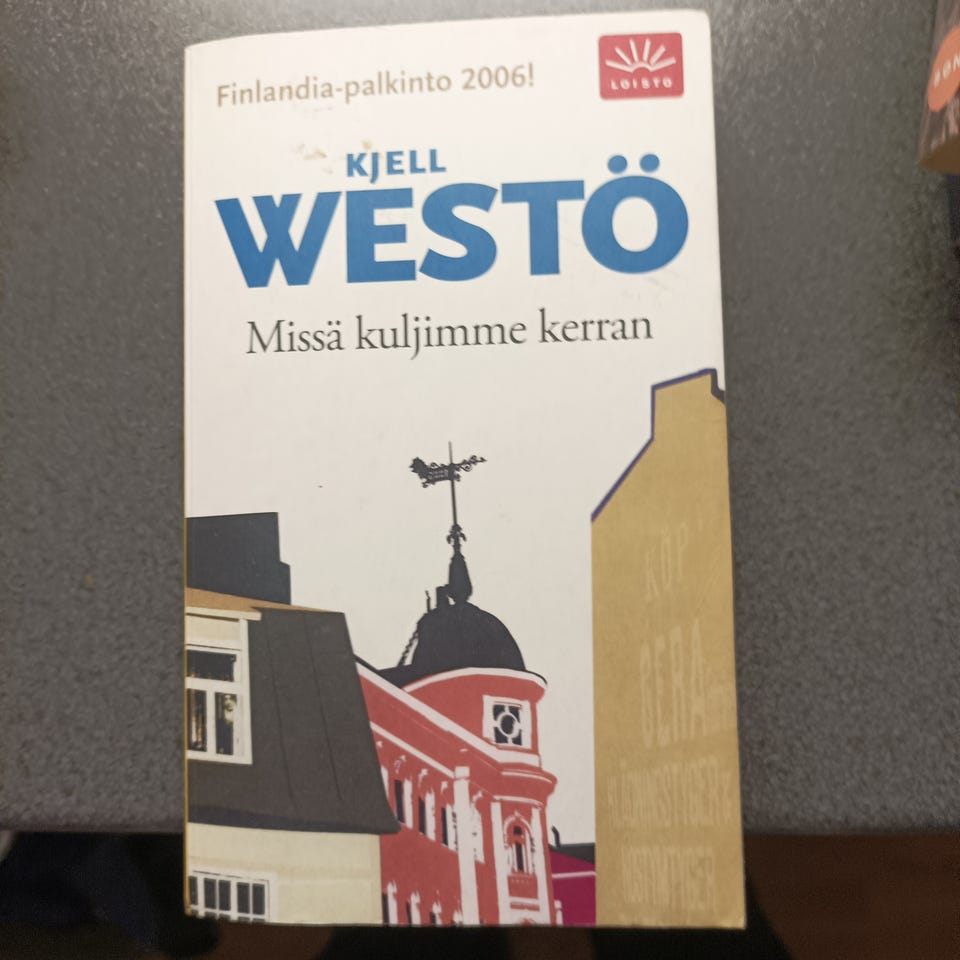 Finlandia-palkinto 2006!
LOISTO
KJELL
WESTÖ
Missä kuljimme kerran
KÖP